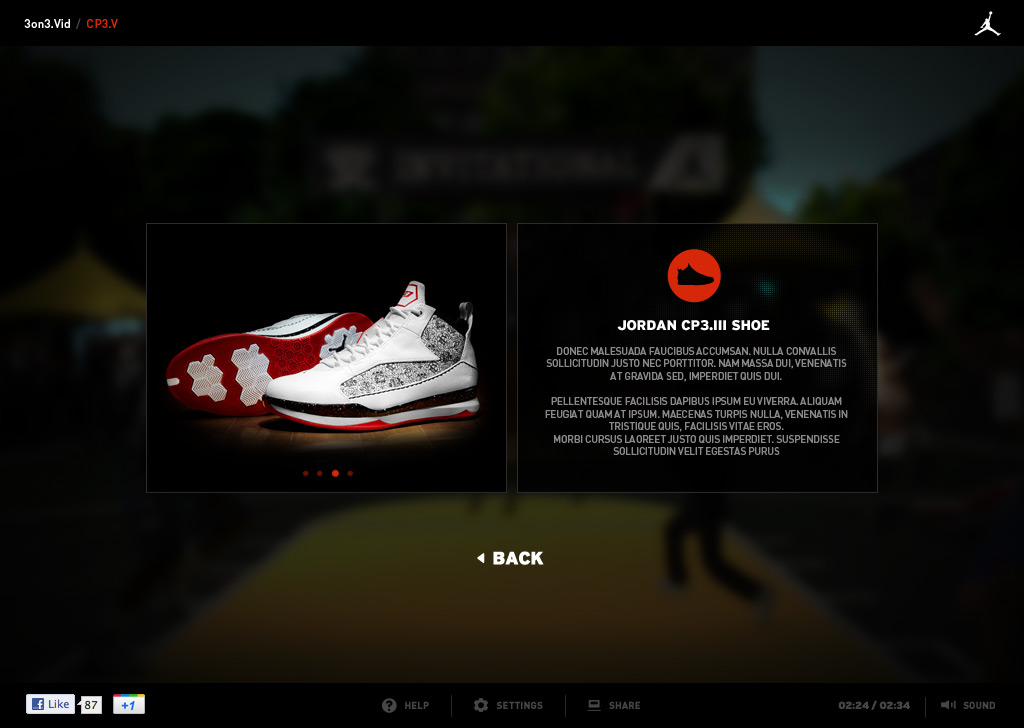 3on3.Vid / CP3.V
INVITATIONAL
JORDAN CP3.III SHOE
DONEC MALESUADA FAUCIBUS ACCUMSAN. NULLA CONVALLIS
SOLLICITUDIN JUSTO NEC PORTTITOR. NAM MASSA DUI, VENENATIS
AT GRAVIDA SED, IMPERDIET QUIS DUI.
PELLENTESQUE FACILISIS DAPIBUS IPSUM EU VIVERRA. ALIQUAM
FEUGIAT QUAM AT IPSUM. MAECENAS TURPIS NULLA, VENENATIS IN
TRISTIQUE QUIS, FACILISIS VITAE EROS.
MORBI CURSUS LAOREET JUSTO QUIS IMPERDIET. SUSPENDISSE
SOLLICITUDIN VELIT EGESTAS PURUS
BACK
Like 87 +1 HELP SETTINGS SHARE 02:24 / 02:34 SOUND